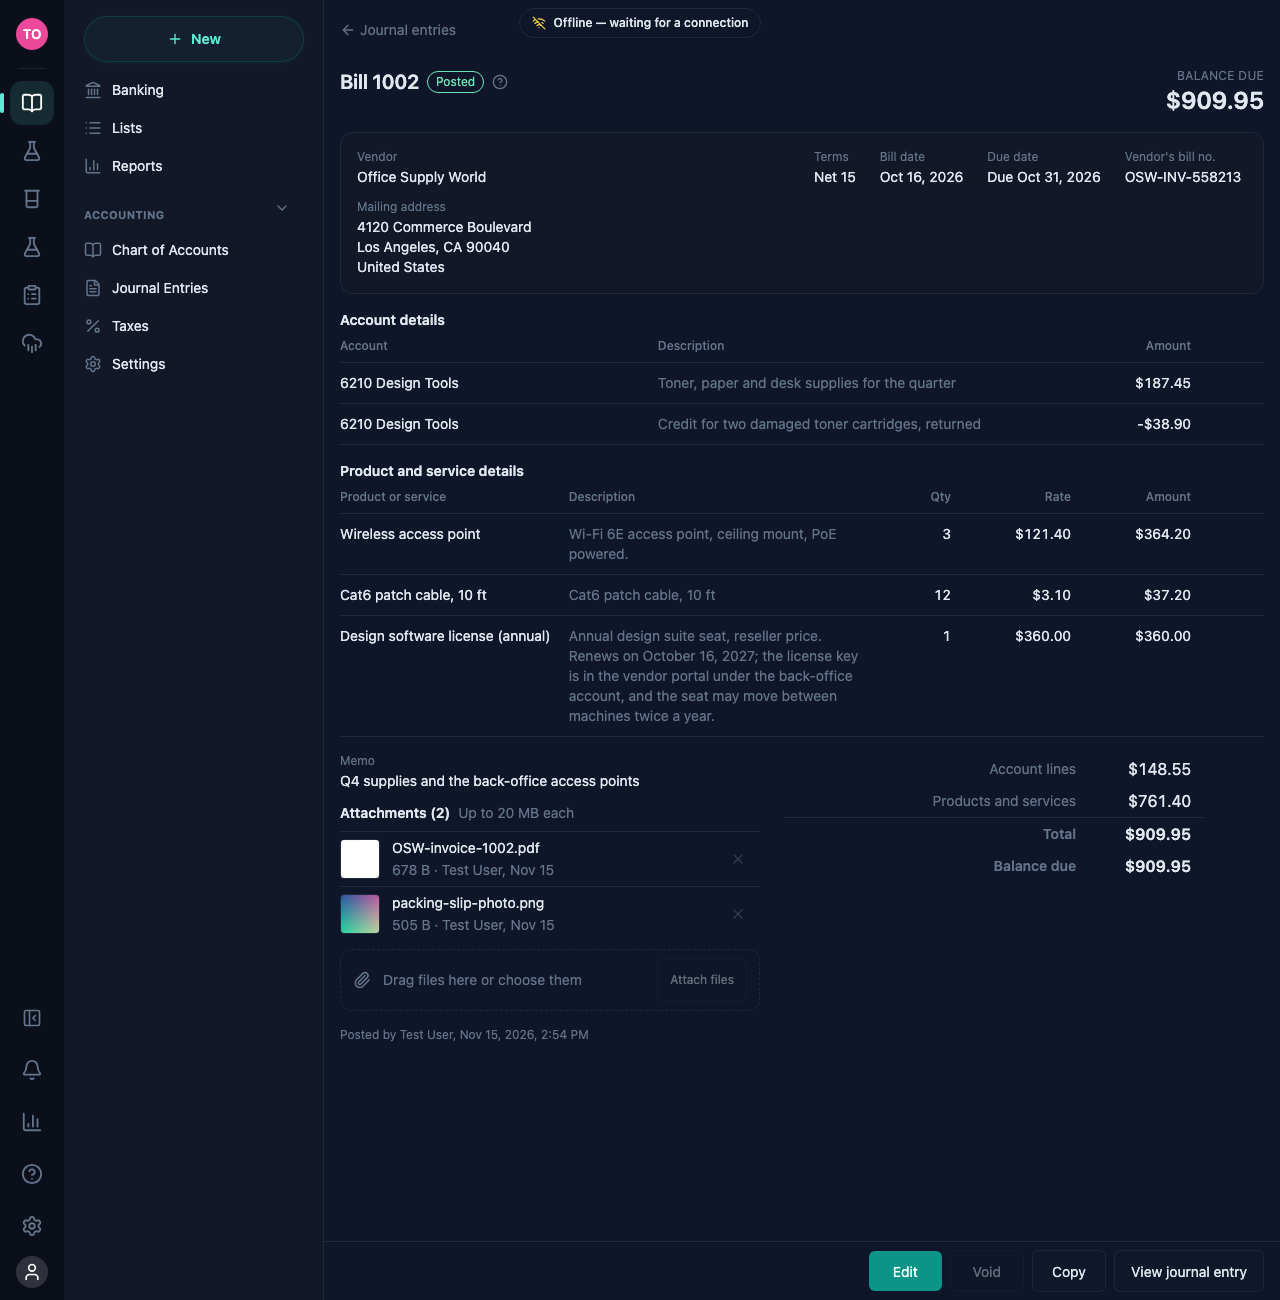 TO
New
Banking
Lists
Reports
ACCOUNTING
Chart of Accounts
Journal Entries
Taxes
Settings
Journal entries
Offline — waiting for a connection
Bill 1002 Posted
BALANCE DUE
$909.95
Vendor
Office Supply World
Terms
Net 15
Bill date
Oct 16, 2026
Due date
Due Oct 31, 2026
Vendor's bill no.
OSW-INV-558213
Mailing address
4120 Commerce Boulevard
Los Angeles, CA 90040
United States
Account details
Account Description Amount
6210 Design Tools Toner, paper and desk supplies for the quarter $187.45
6210 Design Tools Credit for two damaged toner cartridges, returned -$38.90
Product and service details
Product or service Description Qty Rate Amount
Wireless access point Wi-Fi 6E access point, ceiling mount, PoE 3 $121.40 $364.20
powered.
Cat6 patch cable, 10 ft Cat6 patch cable, 10 ft 12 $3.10 $37.20
Design software license (annual) Annual design suite seat, reseller price. 1 $360.00 $360.00
Renews on October 16, 2027; the license key
is in the vendor portal under the back-office
account, and the seat may move between
machines twice a year.
Memo
Q4 supplies and the back-office access points
Attachments (2) Up to 20 MB each
OSW-invoice-1002.pdf
678 B · Test User, Nov 15
packing-slip-photo.png
505 B · Test User, Nov 15
Drag files here or choose them Attach files
Posted by Test User, Nov 15, 2026, 2:54 PM
Account lines $148.55
Products and services $761.40
Total $909.95
Balance due $909.95
Edit Void Copy View journal entry